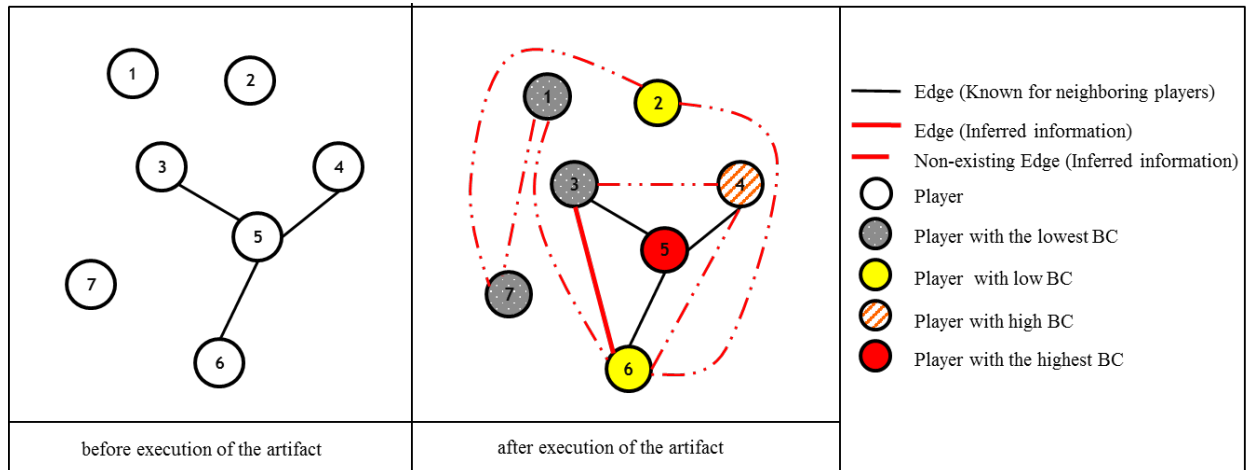 1
2
3
4
5
7
6
before execution of the artifact
1
2
3
4
5
7
6
after execution of the artifact
Edge (Known for neighboring players)
Edge (Inferred information)
Non-existing Edge (Inferred information)
Player
Player with the lowest BC
Player with low BC
Player with high BC
Player with the highest BC